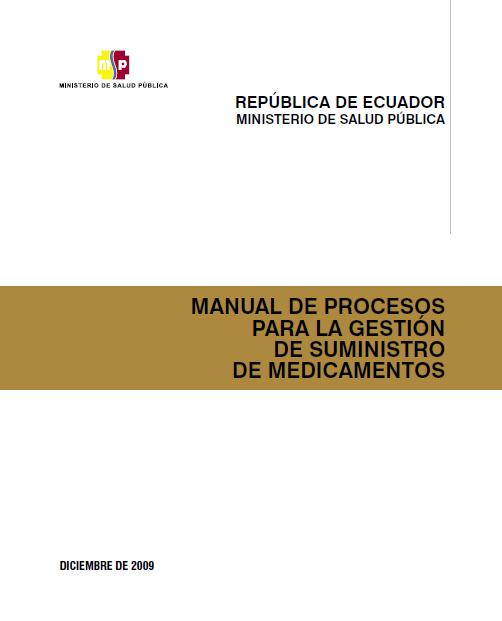 mp
MINISTERIO DE SALUD PÚBLICA
REPÚBLICA DE ECUADOR
MINISTERIO DE SALUD PÚBLICA
MANUAL DE PROCESOS
PARA LA GESTIÓN
DE SUMINISTRO
DE MEDICAMENTOS
DICIEMBRE DE 2009